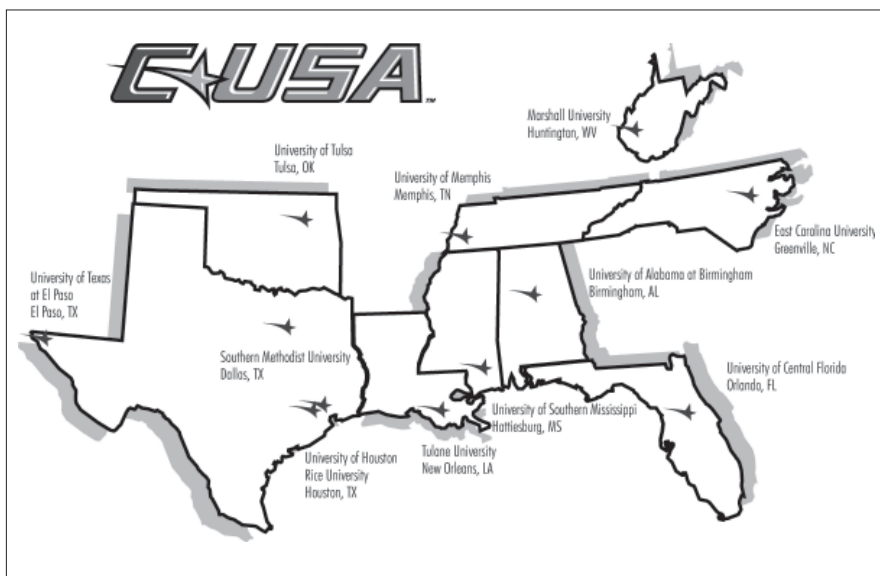 C USA
TM
Marshall University
Huntington, WV
University of Tulsa
Tulsa, OK
University of Memphis
Memphis, TN
East Carolina University
Greenville, NC
University of Texas
at El Paso
El Paso, TX
University of Alabama at Birmingham
Birmingham, AL
Southern Methodist University
Dallas, TX
University of Central Florida
Orlando, FL
University of Southern Mississippi
Hattiesburg, MS
Tulane University
New Orleans, LA
University of Houston
Rice University
Houston, TX